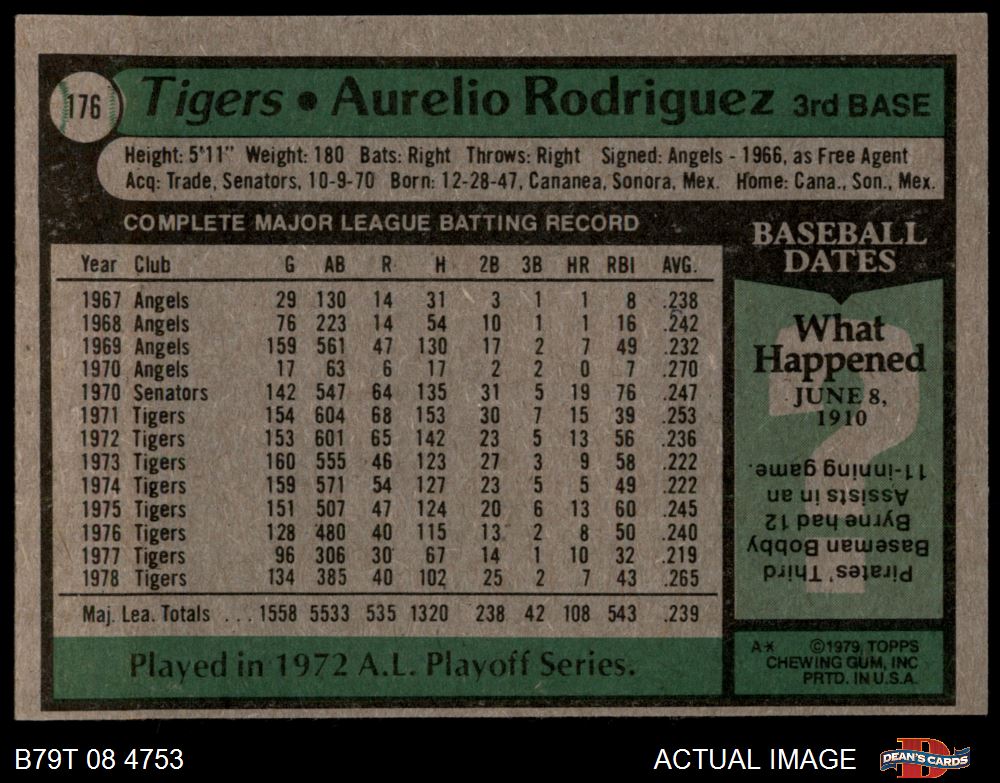 176
Tigers • Aurelio Rodriguez 3rd BASE
Height: 5'11" Weight: 180 Bats: Right Throws: Right Signed: Angels - 1966, as Free Agent
Acq: Trade, Senators, 10-9-70 Born: 12-28-47, Cananea, Sonora, Mex. Home: Cana., Son., Mex.
COMPLETE MAJOR LEAGUE BATTING RECORD
Year Club G AB R H 2B 3B HR RBI AVG.
1967 Angels 29 130 14 31 3 1 1 8 .238
1968 Angels 76 223 14 54 10 1 1 16 .242
1969 Angels 159 561 47 130 17 2 7 49 .232
1970 Angels 17 63 6 17 2 2 0 7 .270
1970 Senators 142 547 64 135 31 5 19 76 .247
1971 Tigers 154 604 68 153 30 7 15 39 .253
1972 Tigers 153 601 65 142 23 5 13 56 .236
1973 Tigers 160 555 46 123 27 3 9 58 .222
1974 Tigers 159 571 54 127 23 5 5 49 .222
1975 Tigers 151 507 47 124 20 6 13 60 .245
1976 Tigers 128 480 40 115 13 2 8 50 .240
1977 Tigers 96 306 30 67 14 1 10 32 .219
1978 Tigers 134 385 40 102 25 2 7 43 .265
Maj. Lea. Totals . . . 1558 5533 535 1320 238 42 108 543 .239
Played in 1972 A.L. Playoff Series.
BASEBALL
DATES
What
Happened
JUNE 8,
1910
?
Pirates' Third
Baseman Bobby
Byrne had 12
Assists in an
11-inning game.
A* ©1979 TOPPS
CHEWING GUM, INC
PRTD. IN U.S.A.
B79T 08 4753
ACTUAL IMAGE
D
DEAN'S CARDS